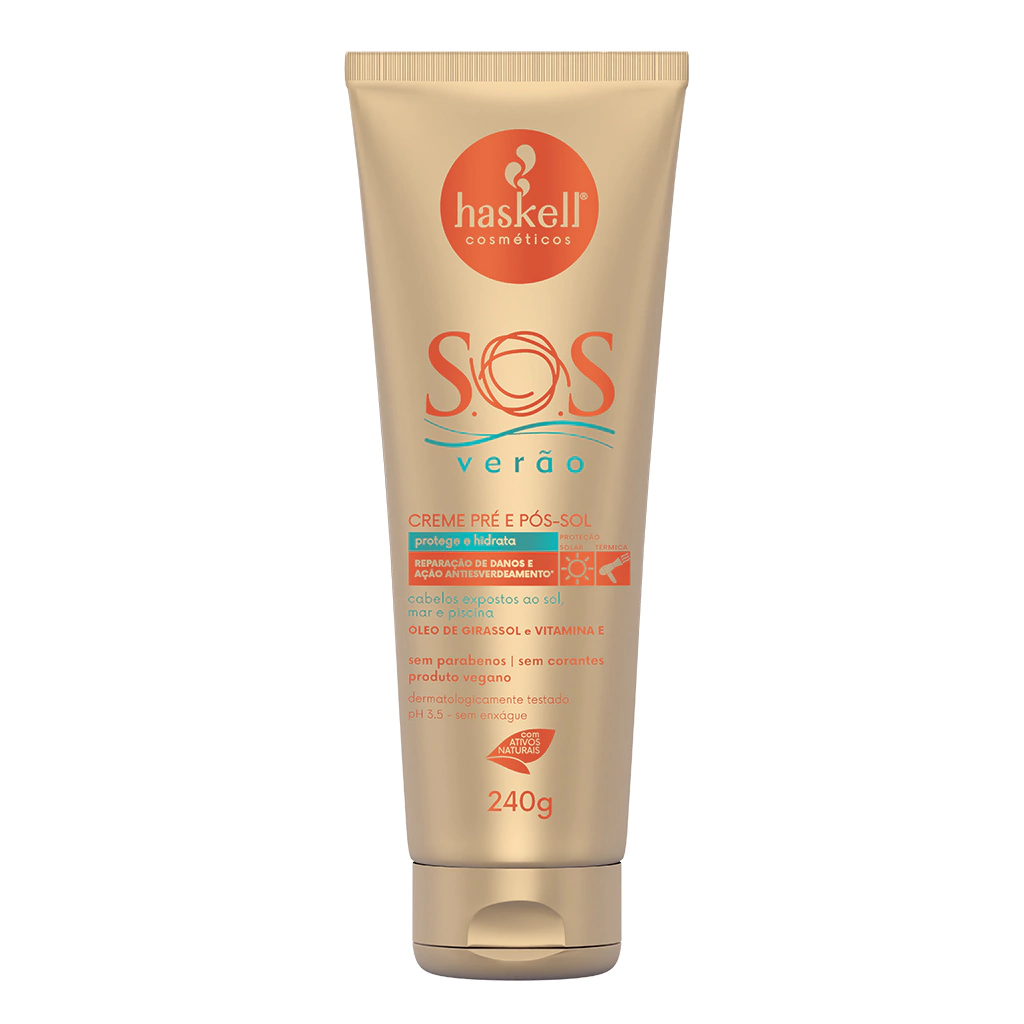 haskell®
cosméticos
S.O.S
verão
CREME PRÉ E PÓS-SOL
protege e hidrata
PROTEÇÃO
SOLAR TÉRMICA
REPARAÇÃO DE DANOS E
AÇÃO ANTIESVERDEAMENTO*
cabelos expostos ao sol,
mar e piscina
ÓLEO DE GIRASSOL e VITAMINA E
sem parabenos | sem corantes
produto vegano
dermatologicamente testado
pH 3.5 - sem enxágue
com
ATIVOS
NATURAIS
240g